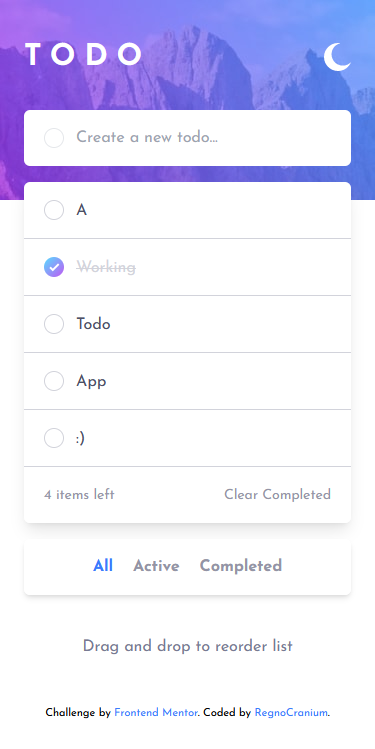 TODO
Create a new todo...
A
Working
Todo
App
:)
4 items left Clear Completed
All Active Completed
Drag and drop to reorder list
Challenge by Frontend Mentor. Coded by RegnoCranium.